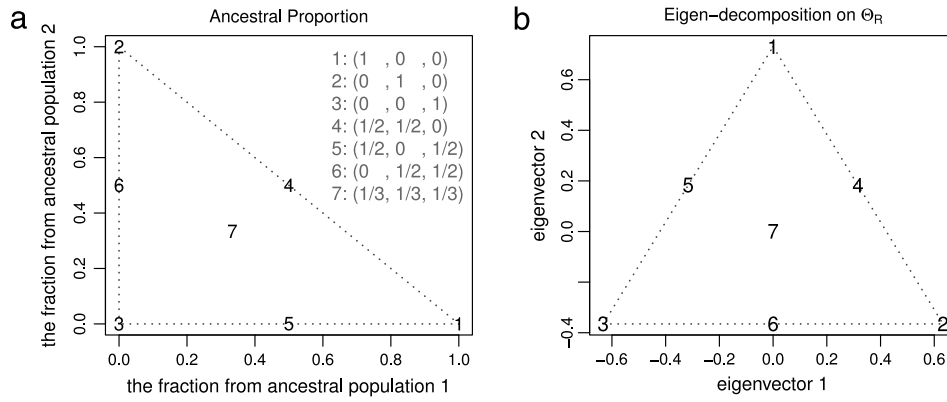 a
Ancestral Proportion
the fraction from ancestral population 2
1.0
0.8
0.6
0.4
0.2
0.0
2
1: (1 , 0 , 0)
2: (0 , 1 , 0)
3: (0 , 0 , 1)
4: (1/2, 1/2, 0)
5: (1/2, 0 , 1/2)
6: (0 , 1/2, 1/2)
7: (1/3, 1/3, 1/3)
6
4
7
3
5
1
0.0 0.2 0.4 0.6 0.8 1.0
the fraction from ancestral population 1
b
Eigen−decomposition on Θ_R
eigenvector 2
0.6
0.2
0.0
−0.4
1
5
4
7
3
6
2
−0.6 −0.4 −0.2 0.0 0.2 0.4 0.6
eigenvector 1